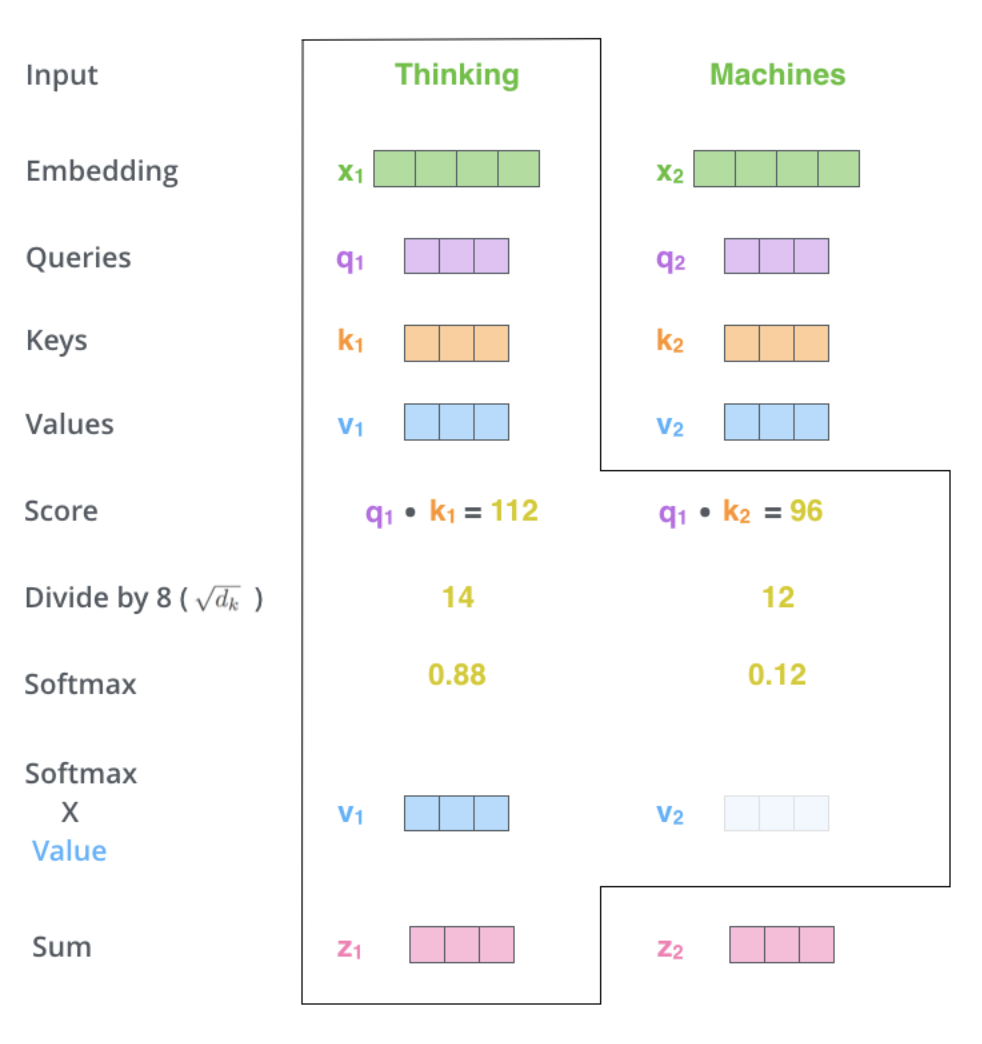 Input Thinking Machines
Embedding x₁ x₂
Queries q₁ q₂
Keys k₁ k₂
Values v₁ v₂
Score q₁ • k₁ = 112 q₁ • k₂ = 96
Divide by 8 ( √dₖ ) 14 12
Softmax 0.88 0.12
Softmax
X v₁ v₂
Value
Sum z₁ z₂